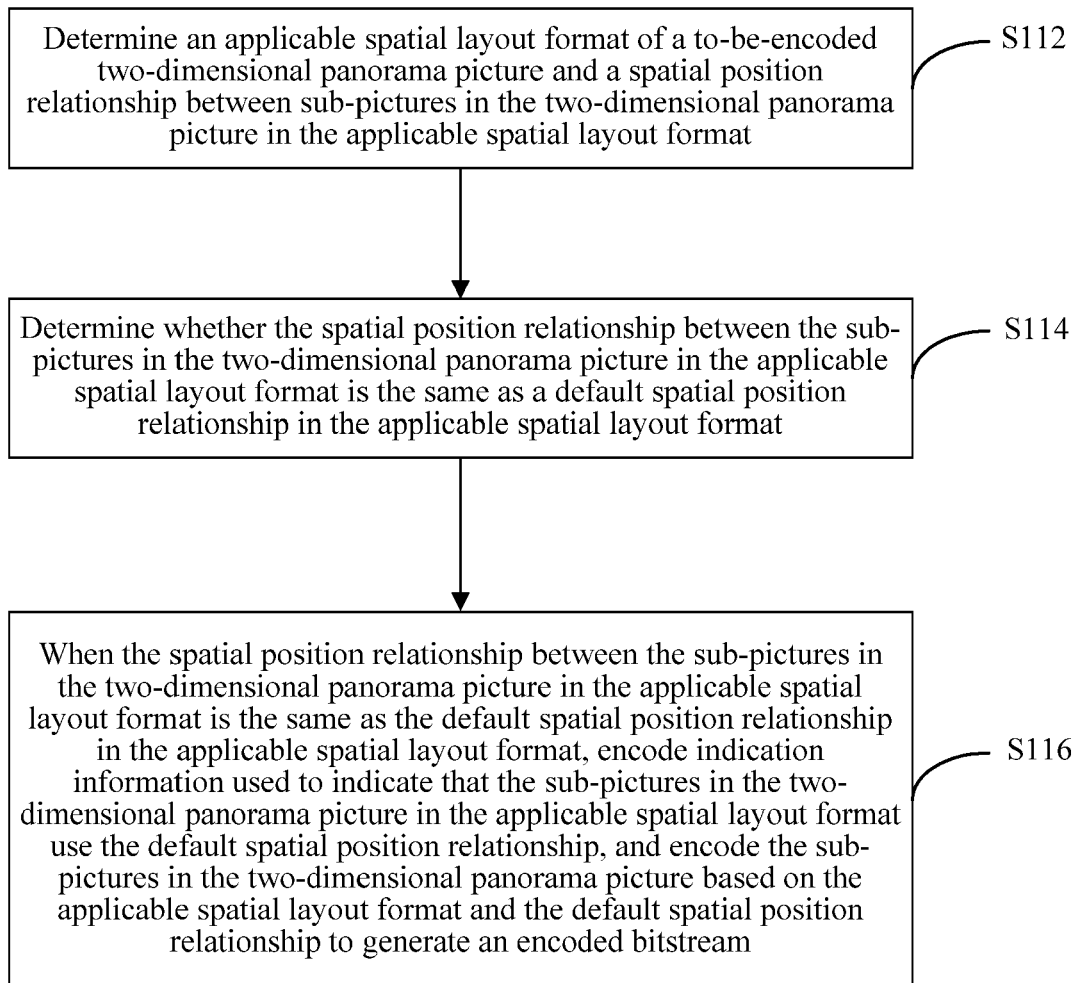 Determine an applicable spatial layout format of a to-be-encoded
two-dimensional panorama picture and a spatial position
relationship between sub-pictures in the two-dimensional panorama
picture in the applicable spatial layout format
S112
Determine whether the spatial position relationship between the sub-
pictures in the two-dimensional panorama picture in the applicable
spatial layout format is the same as a default spatial position
relationship in the applicable spatial layout format
S114
When the spatial position relationship between the sub-pictures in
the two-dimensional panorama picture in the applicable spatial
layout format is the same as the default spatial position relationship
in the applicable spatial layout format, encode indication
information used to indicate that the sub-pictures in the two-
dimensional panorama picture in the applicable spatial layout format
use the default spatial position relationship, and encode the sub-
pictures in the two-dimensional panorama picture based on the
applicable spatial layout format and the default spatial position
relationship to generate an encoded bitstream
S116